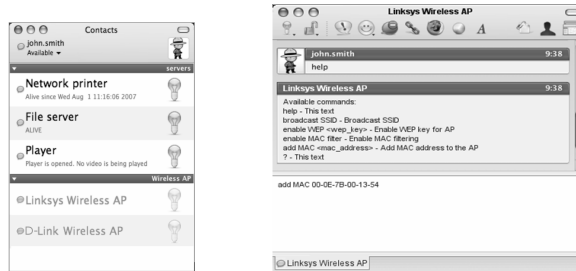 Contacts
john.smith
Available
servers
Network printer
Alive since Wed Aug 1 11:16:06 2007
File server
ALIVE
Player
Player is opened. No video is being played
Wireless AP
Linksys Wireless AP
D-Link Wireless AP
Linksys Wireless AP
A
john.smith 9:38
help
Linksys Wireless AP 9:38
Available commands:
help - This text
broadcast SSID - Broadcast SSID
enable WEP <wep_key> - Enable WEP key for AP
enable MAC filter - Enable MAC filtering
add MAC <mac_address> - Add MAC address to the AP
? - This text
add MAC 00-0E-7B-00-13-54
Linksys Wireless AP